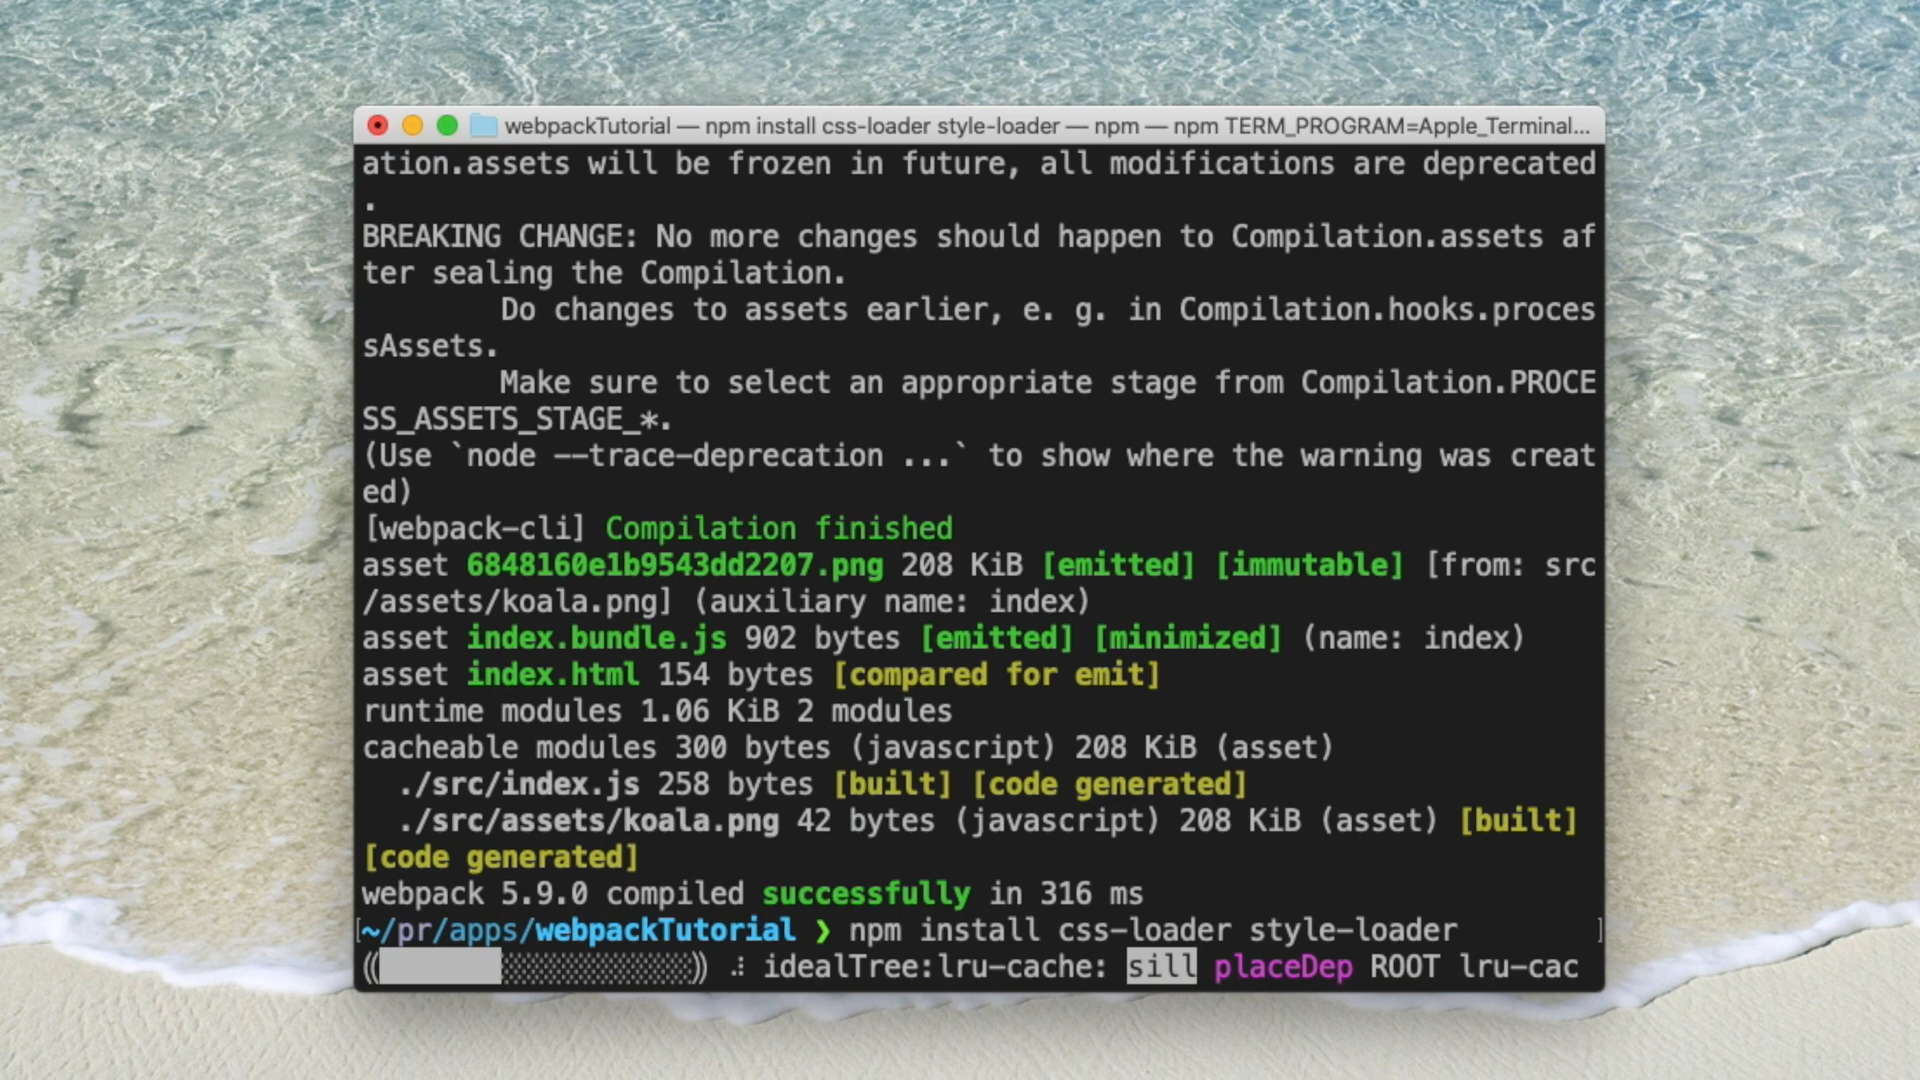 webpackTutorial — npm install css-loader style-loader — npm — npm TERM_PROGRAM=Apple_Terminal...
ation.assets will be frozen in future, all modifications are deprecated
.
BREAKING CHANGE: No more changes should happen to Compilation.assets af
ter sealing the Compilation.
Do changes to assets earlier, e. g. in Compilation.hooks.proces
sAssets.
Make sure to select an appropriate stage from Compilation.PROCE
SS_ASSETS_STAGE_*.
(Use `node --trace-deprecation ...` to show where the warning was creat
ed)
[webpack-cli] Compilation finished
asset 6848160e1b9543dd2207.png 208 KiB [emitted] [immutable] [from: src
/assets/koala.png] (auxiliary name: index)
asset index.bundle.js 902 bytes [emitted] [minimized] (name: index)
asset index.html 154 bytes [compared for emit]
runtime modules 1.06 KiB 2 modules
cacheable modules 300 bytes (javascript) 208 KiB (asset)
./src/index.js 258 bytes [built] [code generated]
./src/assets/koala.png 42 bytes (javascript) 208 KiB (asset) [built]
[code generated]
webpack 5.9.0 compiled successfully in 316 ms
[~/pr/apps/webpackTutorial ❯ npm install css-loader style-loader ]
((░░░░░░)) ⠼ idealTree:lru-cache: sill placeDep ROOT lru-cac